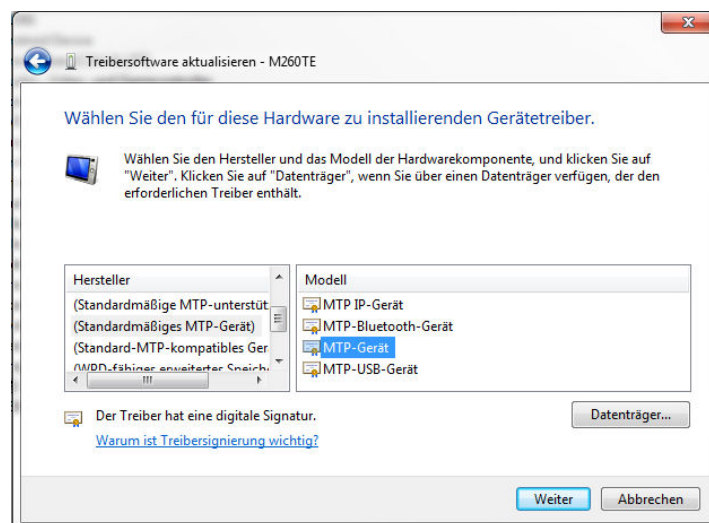 Treibersoftware aktualisieren - M260TE
Wählen Sie den für diese Hardware zu installierenden Gerätetreiber.
Wählen Sie den Hersteller und das Modell der Hardwarekomponente, und klicken Sie auf
"Weiter". Klicken Sie auf "Datenträger", wenn Sie über einen Datenträger verfügen, der den
erforderlichen Treiber enthält.
Hersteller
(Standardmäßige MTP-unterstüt
(Standardmäßiges MTP-Gerät)
(Standard-MTP-kompatibles Ger
(WPD-fähiger erweiterter Speich
Modell
MTP IP-Gerät
MTP-Bluetooth-Gerät
MTP-Gerät
MTP-USB-Gerät
Der Treiber hat eine digitale Signatur.
Warum ist Treibersignierung wichtig?
Datenträger...
Weiter
Abbrechen